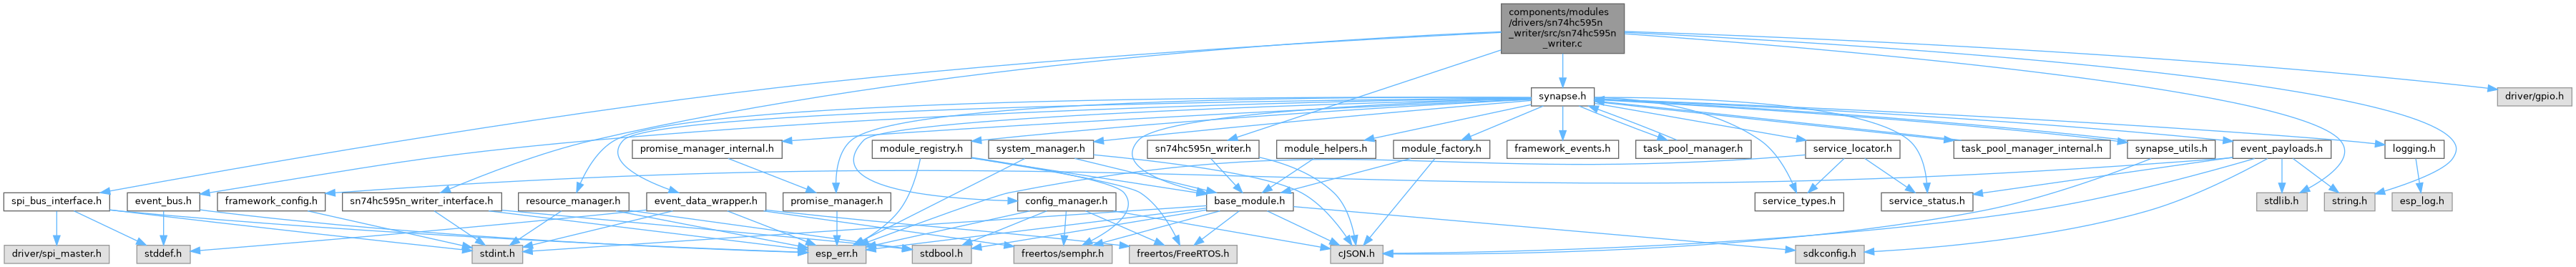 components/modules
/drivers/sn74hc595n
_writer/src/sn74hc595n
_writer.c
synapse.h
driver/gpio.h
promise_manager_internal.h
module_registry.h
system_manager.h
sn74hc595n_writer.h
module_helpers.h
module_factory.h
framework_events.h
task_pool_manager.h
service_locator.h
task_pool_manager_internal.h
synapse_utils.h
event_payloads.h
logging.h
spi_bus_interface.h
event_bus.h
framework_config.h
sn74hc595n_writer_interface.h
resource_manager.h
event_data_wrapper.h
promise_manager.h
config_manager.h
base_module.h
service_types.h
service_status.h
stdlib.h
string.h
esp_log.h
driver/spi_master.h
stddef.h
stdint.h
esp_err.h
stdbool.h
freertos/semphr.h
freertos/FreeRTOS.h
cJSON.h
sdkconfig.h